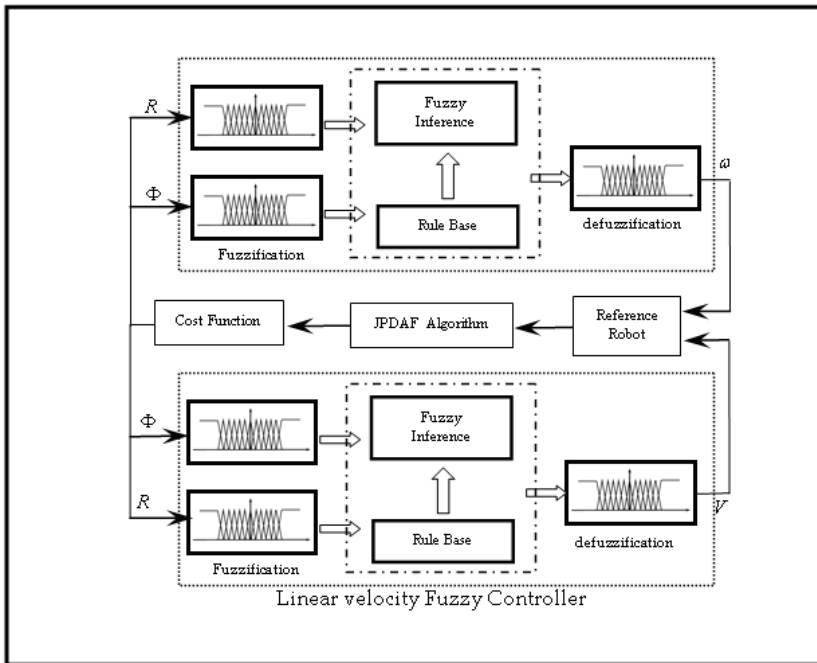 R
Fuzzy
Inference
ω
Φ
Rule Base
defuzzification
Fuzzification
Cost Function
JPDAF Algorithm
Reference
Robot
Φ
Fuzzy
Inference
R
V
Rule Base
defuzzification
Fuzzification
Linear velocity Fuzzy Controller